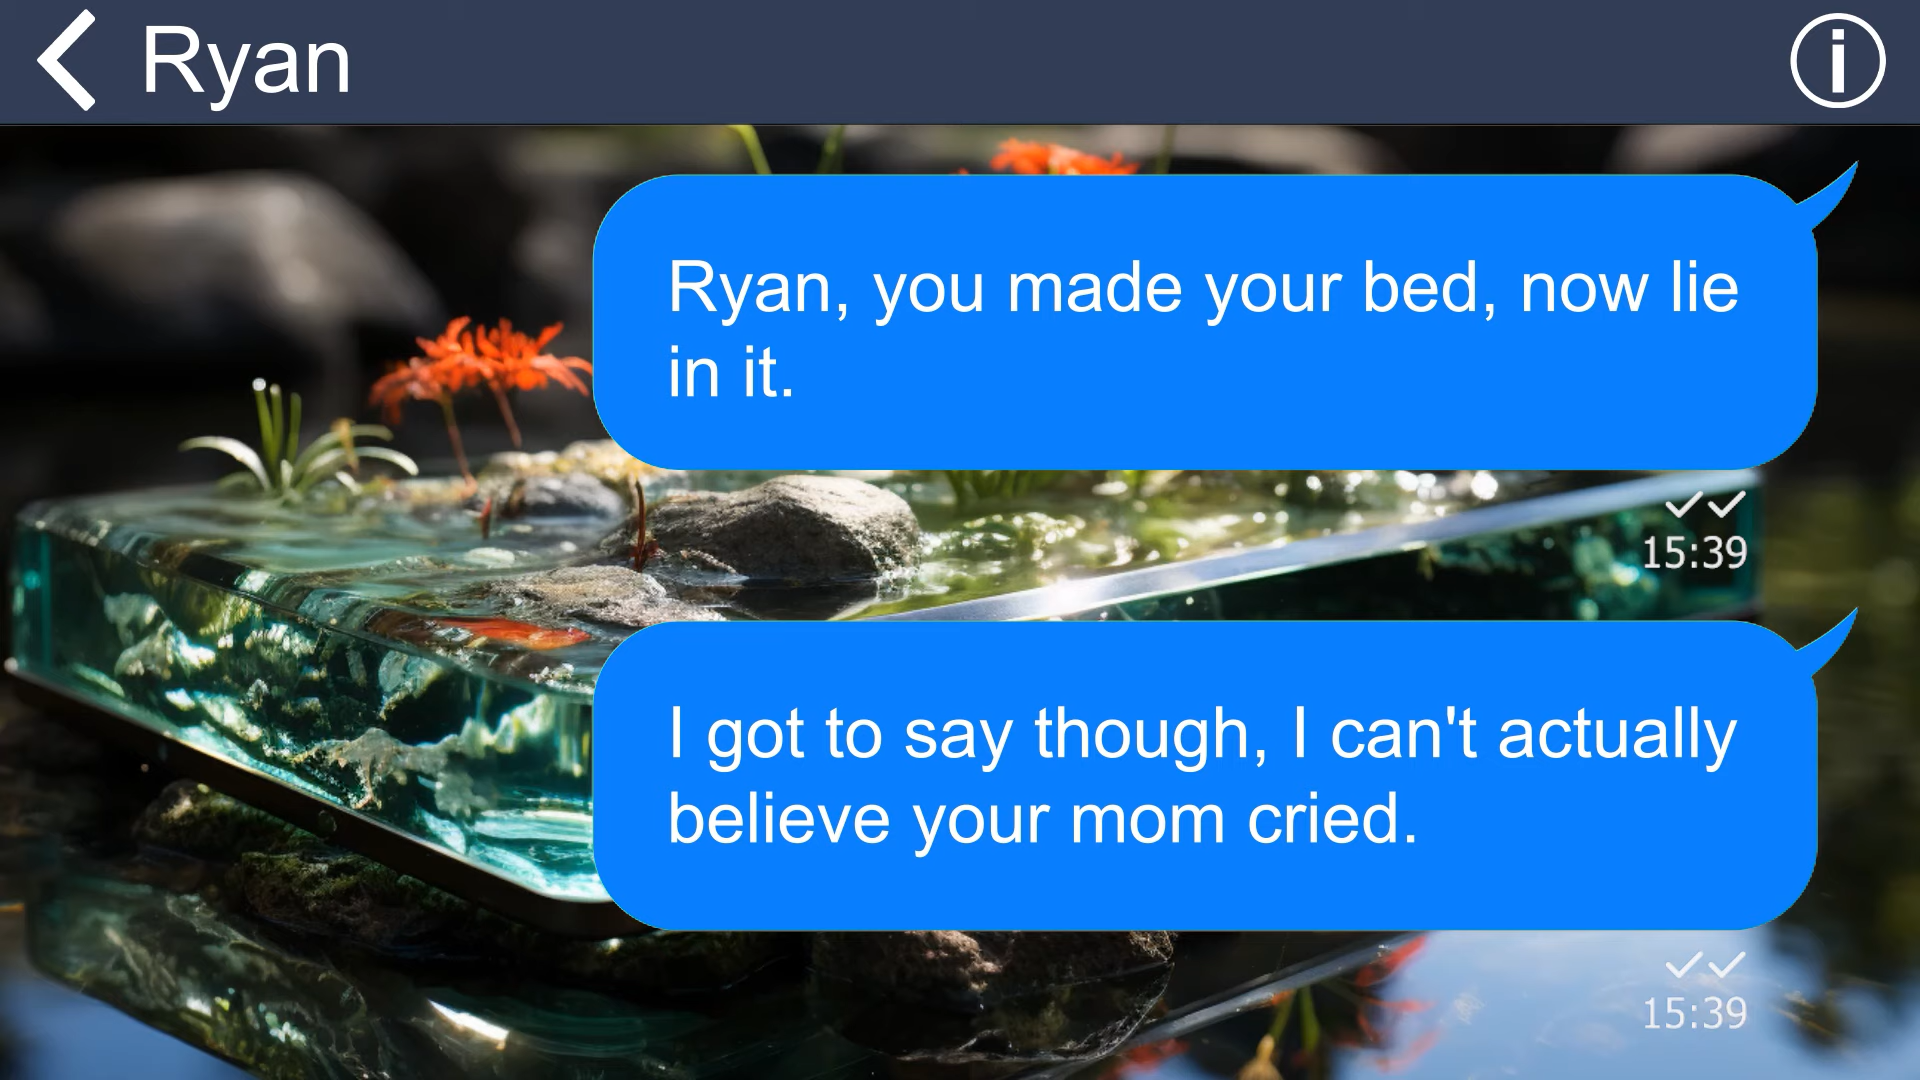 Ryan
Ryan, you made your bed, now lie
in it.
15:39
I got to say though, I can't actually
believe your mom cried.
15:39